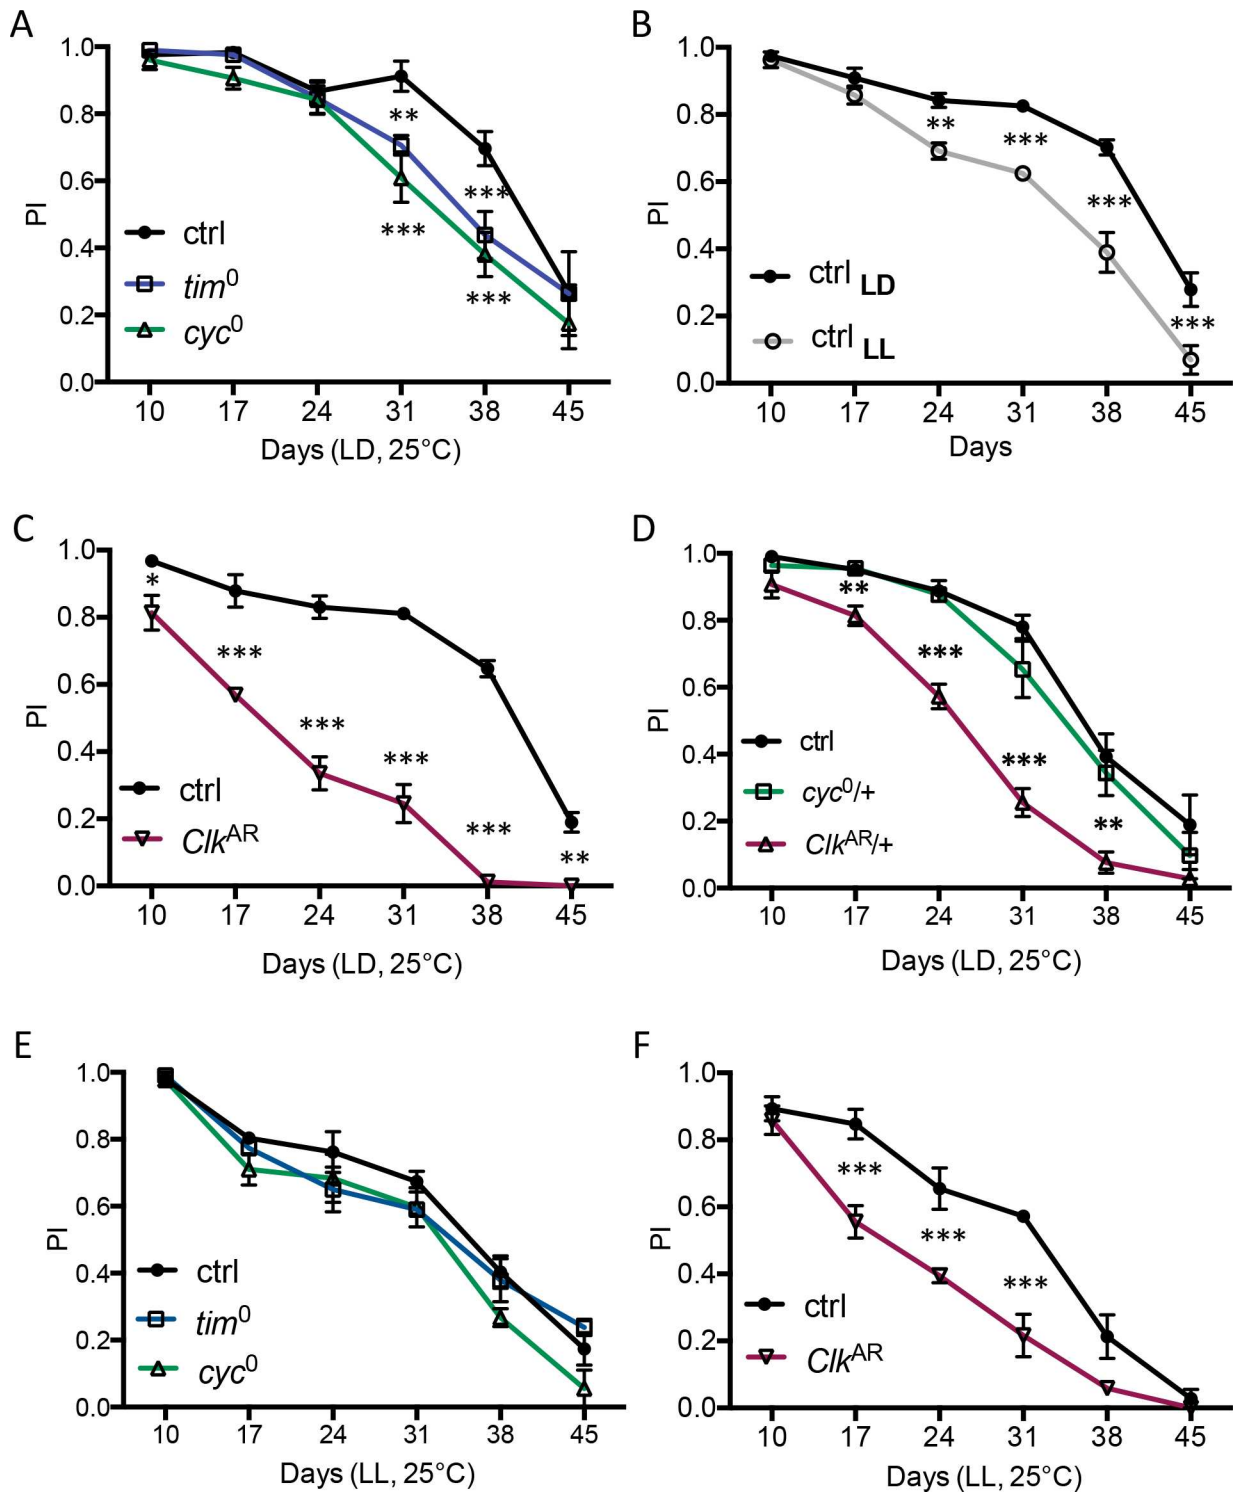 A
PI
1.0
0.8
0.6
0.4
0.2
0.0
**
***
***
***
ctrl
tim⁰
cyc⁰
10 17 24 31 38 45
Days (LD, 25°C)
B
PI
1.0
0.8
0.6
0.4
0.2
0.0
**
***
***
***
ctrl LD
ctrl LL
10 17 24 31 38 45
Days
C
PI
1.0
0.8
0.6
0.4
0.2
0.0
*
***
***
***
***
**
ctrl
Clk^AR
10 17 24 31 38 45
Days (LD, 25°C)
D
PI
1.0
0.8
0.6
0.4
0.2
0.0
**
***
***
**
ctrl
cyc⁰/+
Clk^AR/+
10 17 24 31 38 45
Days (LD, 25°C)
E
PI
1.0
0.8
0.6
0.4
0.2
0.0
ctrl
tim⁰
cyc⁰
10 17 24 31 38 45
Days (LL, 25°C)
F
PI
1.0
0.8
0.6
0.4
0.2
0.0
***
***
***
ctrl
Clk^AR
10 17 24 31 38 45
Days (LL, 25°C)